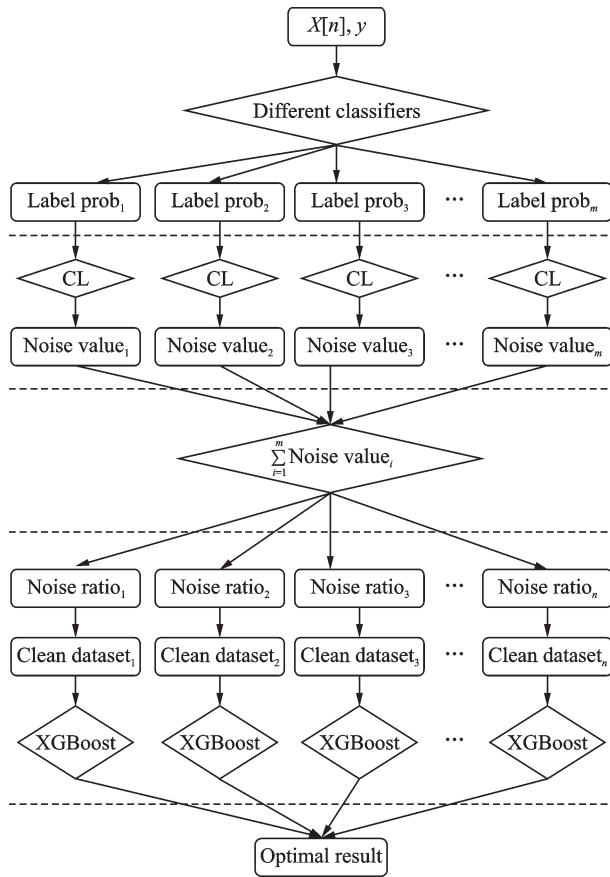 X[n], y
Different classifiers
Label prob₁ Label prob₂ Label prob₃ ... Label probₘ
CL CL CL ... CL
Noise value₁ Noise value₂ Noise value₃ ... Noise valueₘ
∑ᵢ₌₁ᵐ Noise valueᵢ
Noise ratio₁ Noise ratio₂ Noise ratio₃ ... Noise ratioₙ
Clean dataset₁ Clean dataset₂ Clean dataset₃ ... Clean datasetₙ
XGBoost XGBoost XGBoost ... XGBoost
Optimal result